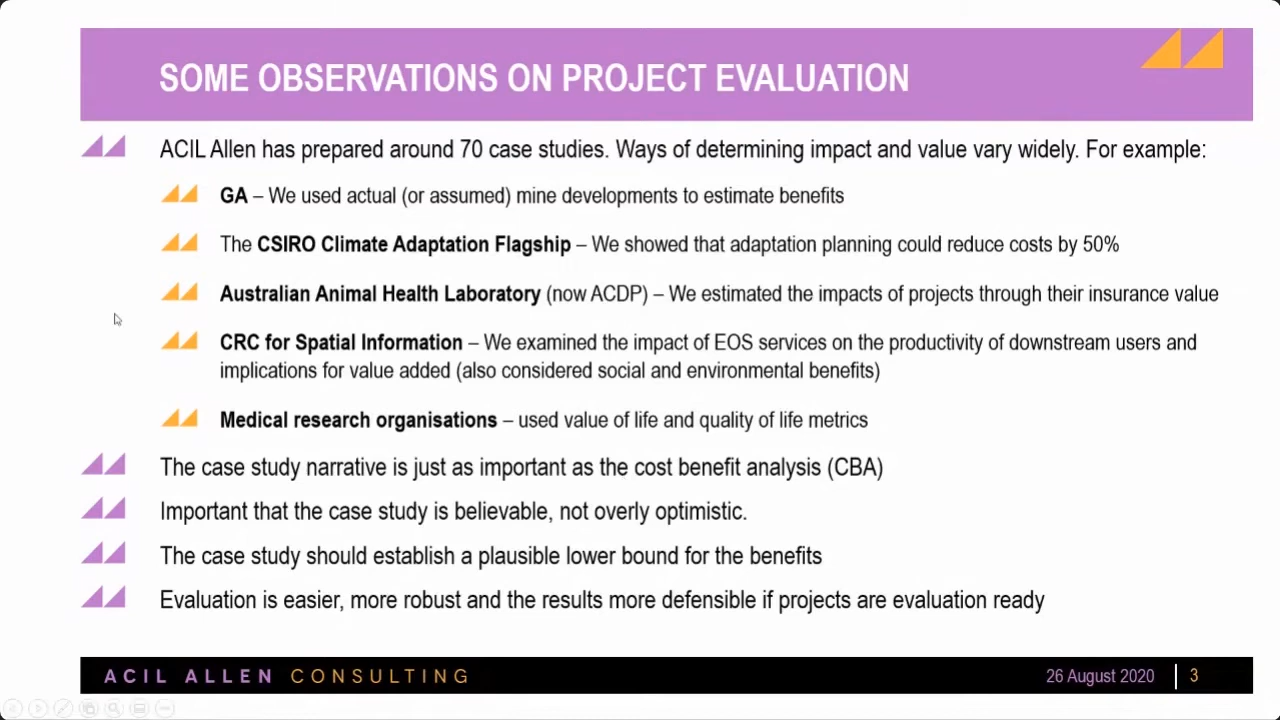 SOME OBSERVATIONS ON PROJECT EVALUATION
ACIL Allen has prepared around 70 case studies. Ways of determining impact and value vary widely. For example:
GA – We used actual (or assumed) mine developments to estimate benefits
The CSIRO Climate Adaptation Flagship – We showed that adaptation planning could reduce costs by 50%
Australian Animal Health Laboratory (now ACDP) – We estimated the impacts of projects through their insurance value
CRC for Spatial Information – We examined the impact of EOS services on the productivity of downstream users and
implications for value added (also considered social and environmental benefits)
Medical research organisations – used value of life and quality of life metrics
The case study narrative is just as important as the cost benefit analysis (CBA)
Important that the case study is believable, not overly optimistic.
The case study should establish a plausible lower bound for the benefits
Evaluation is easier, more robust and the results more defensible if projects are evaluation ready
ACIL ALLEN CONSULTING
26 August 2020
3